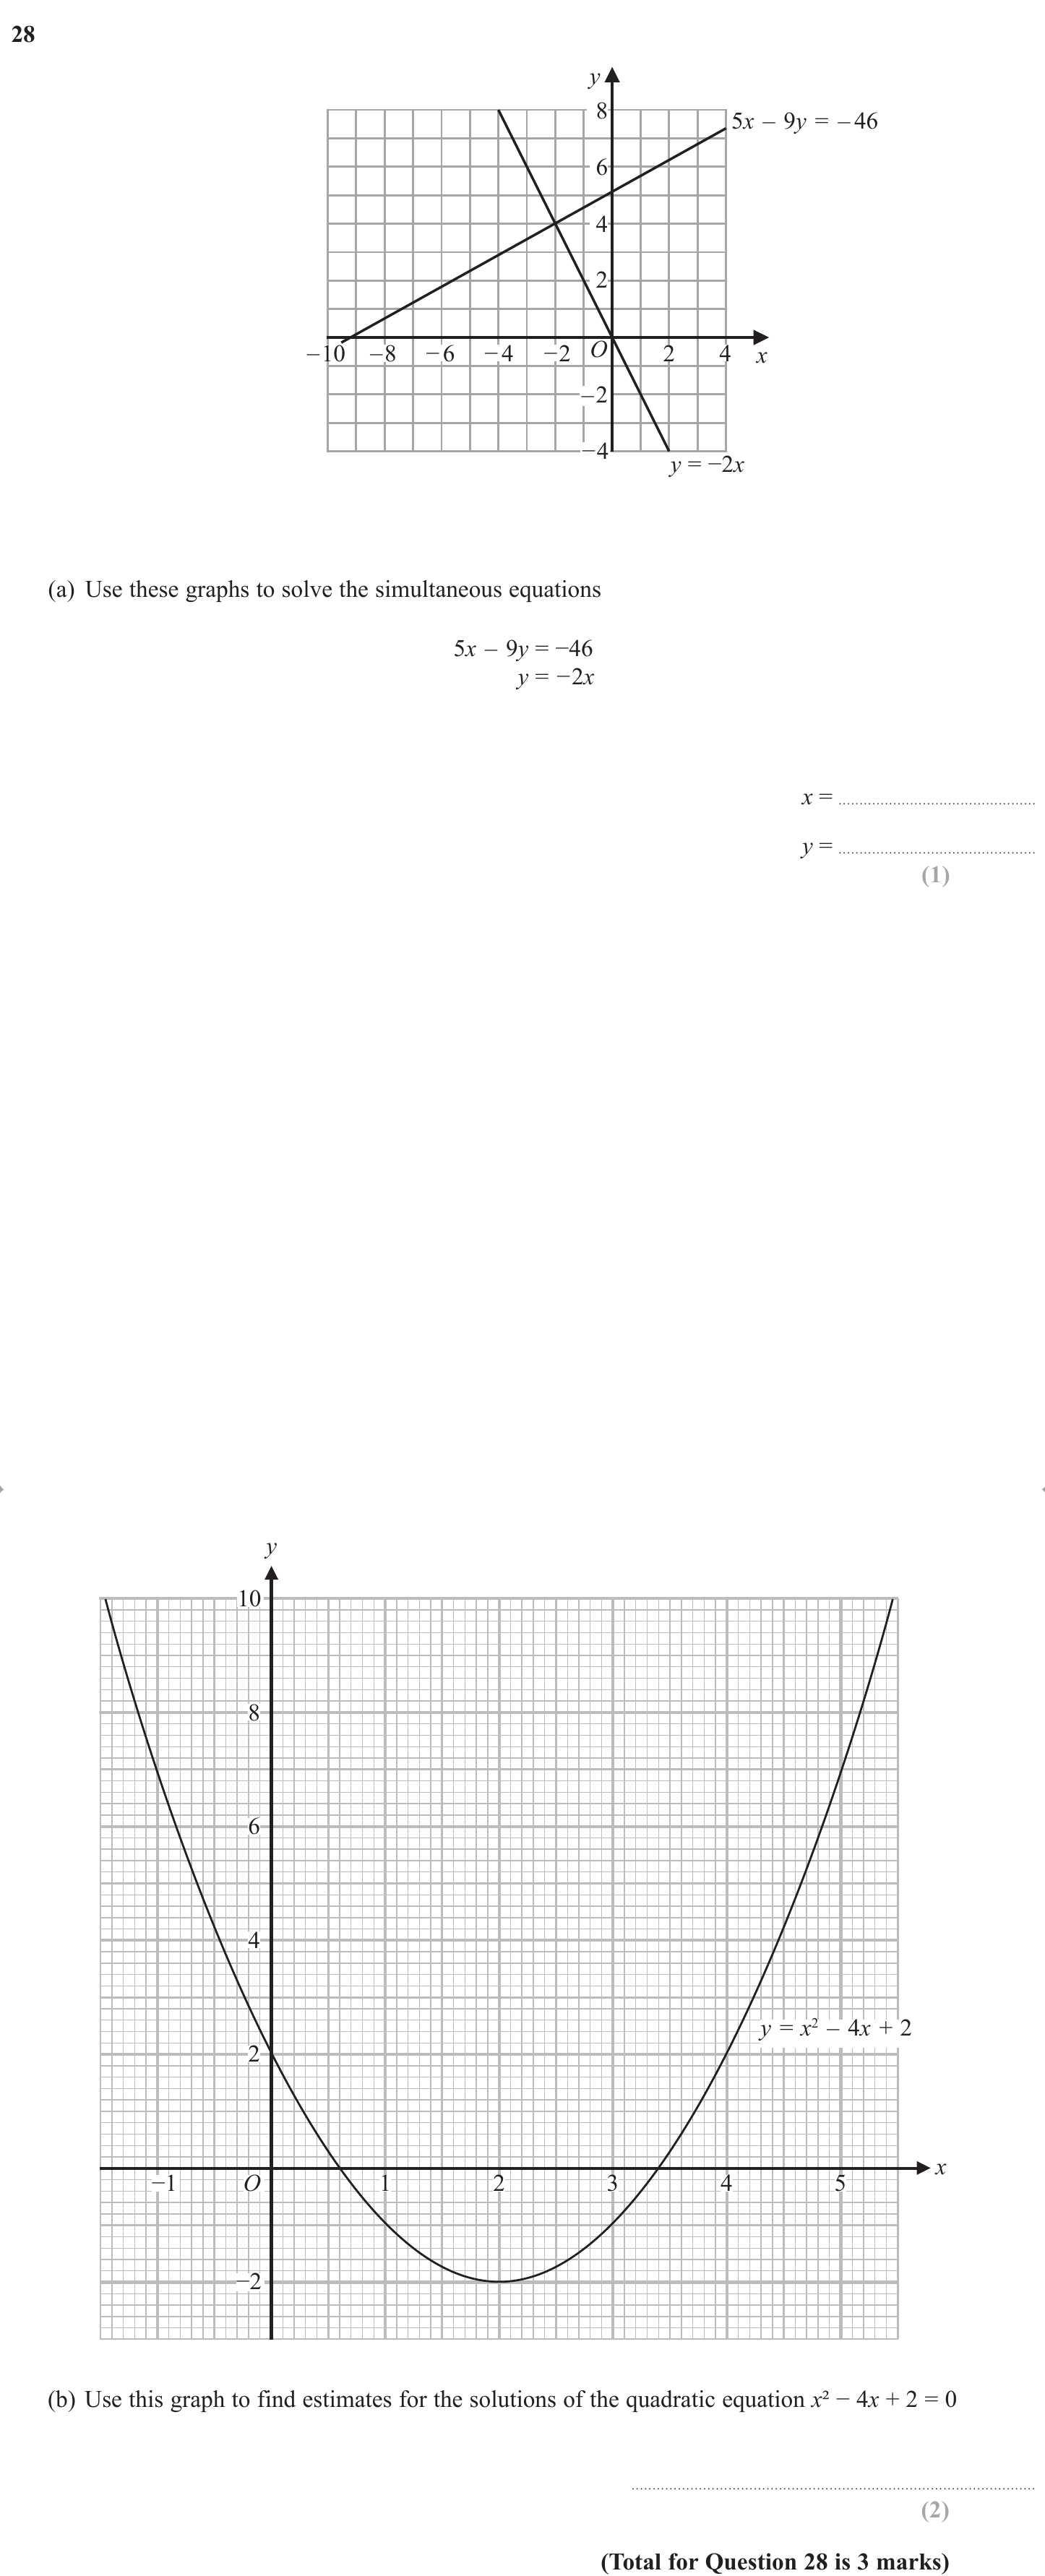 28
y
8
5x − 9y = −46
6
4
2
−10 −8 −6 −4 −2 O 2 4 x
−2
−4
y = −2x
(a) Use these graphs to solve the simultaneous equations
5x − 9y = −46
y = −2x
x =
y =
(1)
y
10
8
6
4
y = x² − 4x + 2
2
−1 O 1 2 3 4 5 x
−2
(b) Use this graph to find estimates for the solutions of the quadratic equation x² − 4x + 2 = 0
(2)
(Total for Question 28 is 3 marks)